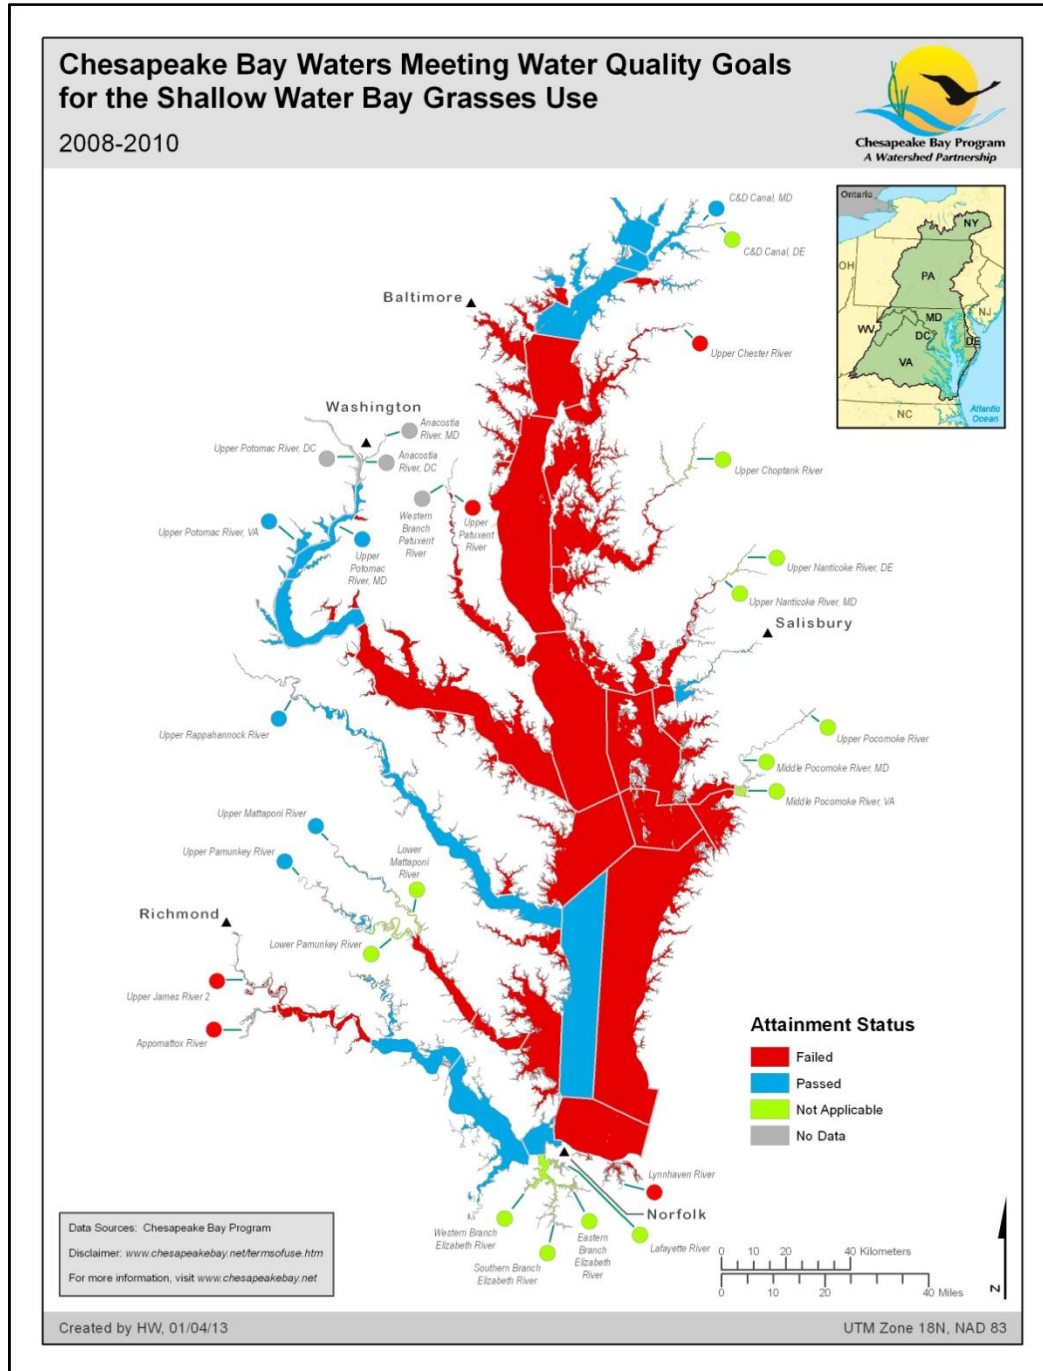 Chesapeake Bay Waters Meeting Water Quality Goals
for the Shallow Water Bay Grasses Use
2008-2010
Chesapeake Bay Program
A Watershed Partnership
Ontario
NY
OH
PA
NJ
MD
WV
DC
DE
VA
NC
Atlantic
Ocean
C&D Canal, MD
C&D Canal, DE
Baltimore
Upper Chester River
Washington
Anacostia
River, MD
Upper Potomac River, DC
Anacostia
River, DC
Upper Choptank River
Western
Branch
Patuxent
River
Upper
Patuxent
River
Upper Potomac River, VA
Upper
Potomac
River, MD
Upper Nanticoke River, DE
Upper Nanticoke River, MD
Salisbury
Upper Rappahannock River
Upper Pocomoke River
Middle Pocomoke River, MD
Middle Pocomoke River, VA
Upper Mattaponi River
Upper Pamunkey River
Lower
Mattaponi
River
Richmond
Lower Pamunkey River
Upper James River 2
Appomattox River
Attainment Status
Failed
Passed
Not Applicable
No Data
Lynnhaven River
Norfolk
Western Branch
Elizabeth River
Southern Branch
Elizabeth River
Eastern
Branch
Elizabeth
River
Lafayette River
0 10 20 40 Kilometers
0 10 20 40 Miles
N
Data Sources: Chesapeake Bay Program
Disclaimer: www.chesapeakebay.net/termsofuse.htm
For more information, visit www.chesapeakebay.net
Created by HW, 01/04/13
UTM Zone 18N, NAD 83